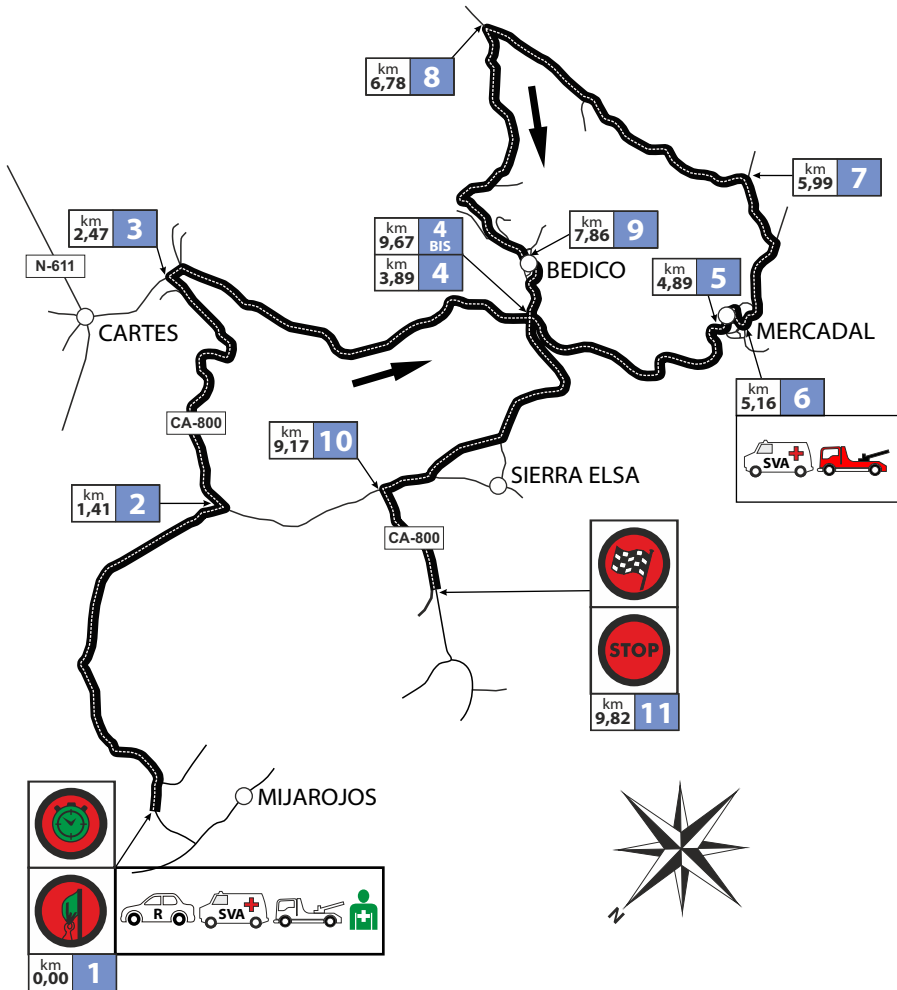 km
6,78
8
km
5,99
7
km
2,47
3
km
9,67
4
BIS
km
3,89
4
km
7,86
9
BEDICO
N-611
km
4,89
5
CARTES
MERCADAL
km
5,16
6
SVA
CA-800
km
9,17
10
SIERRA ELSA
km
1,41
2
CA-800
STOP
km
9,82
11
MIJAROJOS
R
SVA
km
0,00
1
N